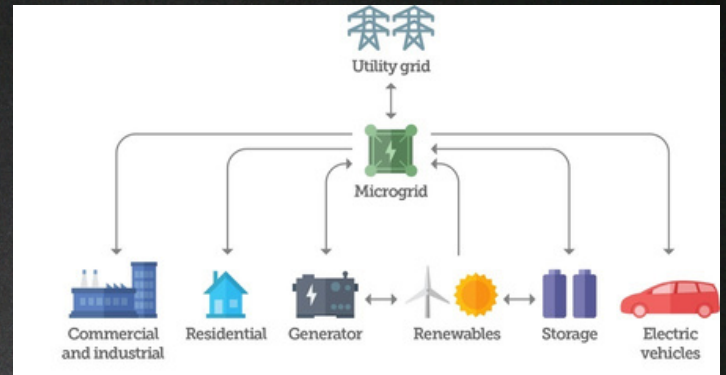 Utility grid
Microgrid
Commercial
and industrial
Residential
Generator
Renewables
Storage
Electric
vehicles